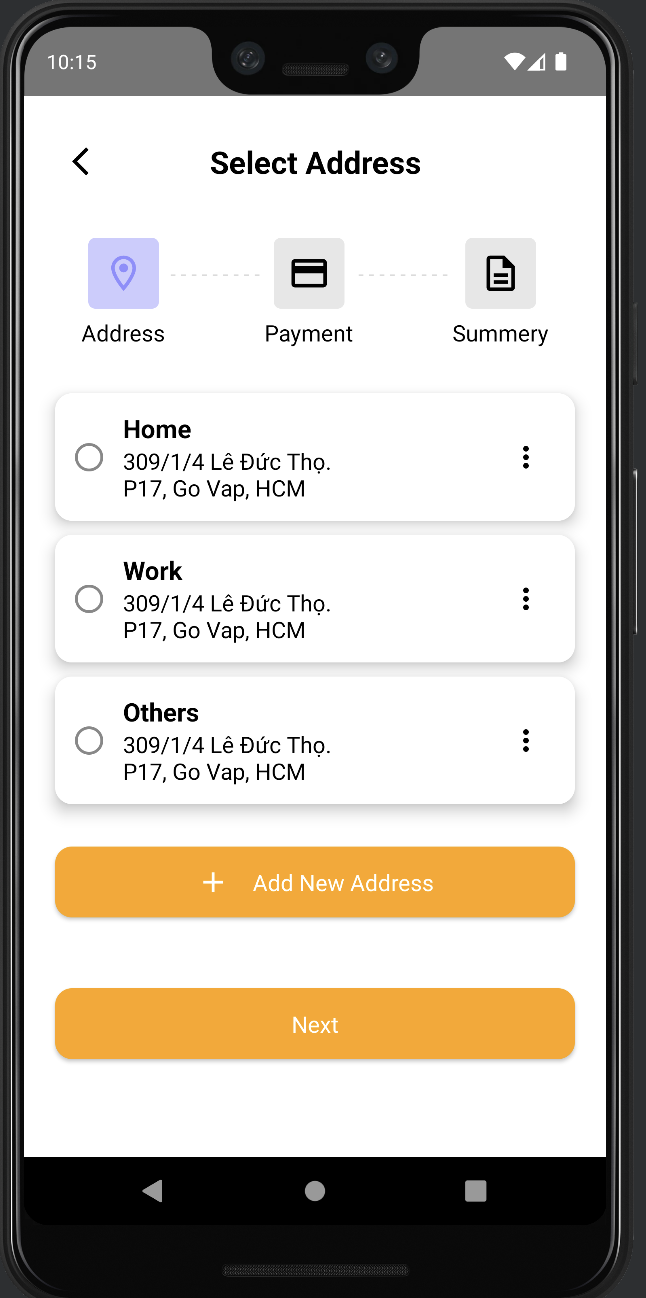 10:15
Select Address
Address
Payment
Summery
Home
309/1/4 Lê Đức Thọ.
P17, Go Vap, HCM
Work
309/1/4 Lê Đức Thọ.
P17, Go Vap, HCM
Others
309/1/4 Lê Đức Thọ.
P17, Go Vap, HCM
Add New Address
Next